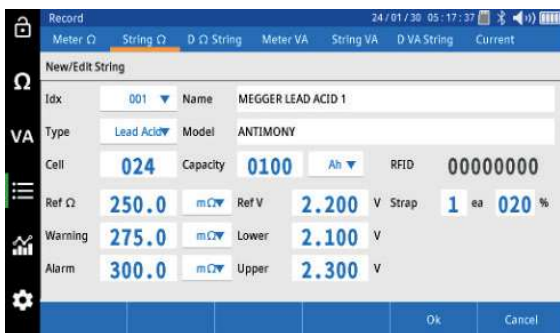 Record 24/01/30 05:17:37
Meter Ω String Ω D Ω String Meter VA String VA D VA String Current
New/Edit String
Ω
Idx 001 Name MEGGER LEAD ACID 1
VA Type Lead Acid Model ANTIMONY
Cell 024 Capacity 0100 Ah RFID 00000000
Ref Ω 250.0 mΩ Ref V 2.200 V Strap 1 ea 020 %
Warning 275.0 mΩ Lower 2.100 V
Alarm 300.0 mΩ Upper 2.300 V
Ok Cancel